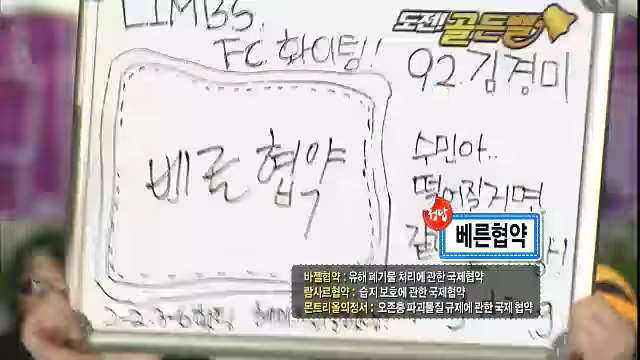 LIMBS.
FC 화이팅!
도전! 골든벨
92. 김경미
베른협약
수민아..
떨어질거면
정답
베른협약
바젤협약 : 유해 폐기물 처리에 관한 국제협약
람사르협약 : 습지 보호에 관한 국제협약
몬트리올의정서 : 오존층 파괴물질 규제에 관한 국제 협약